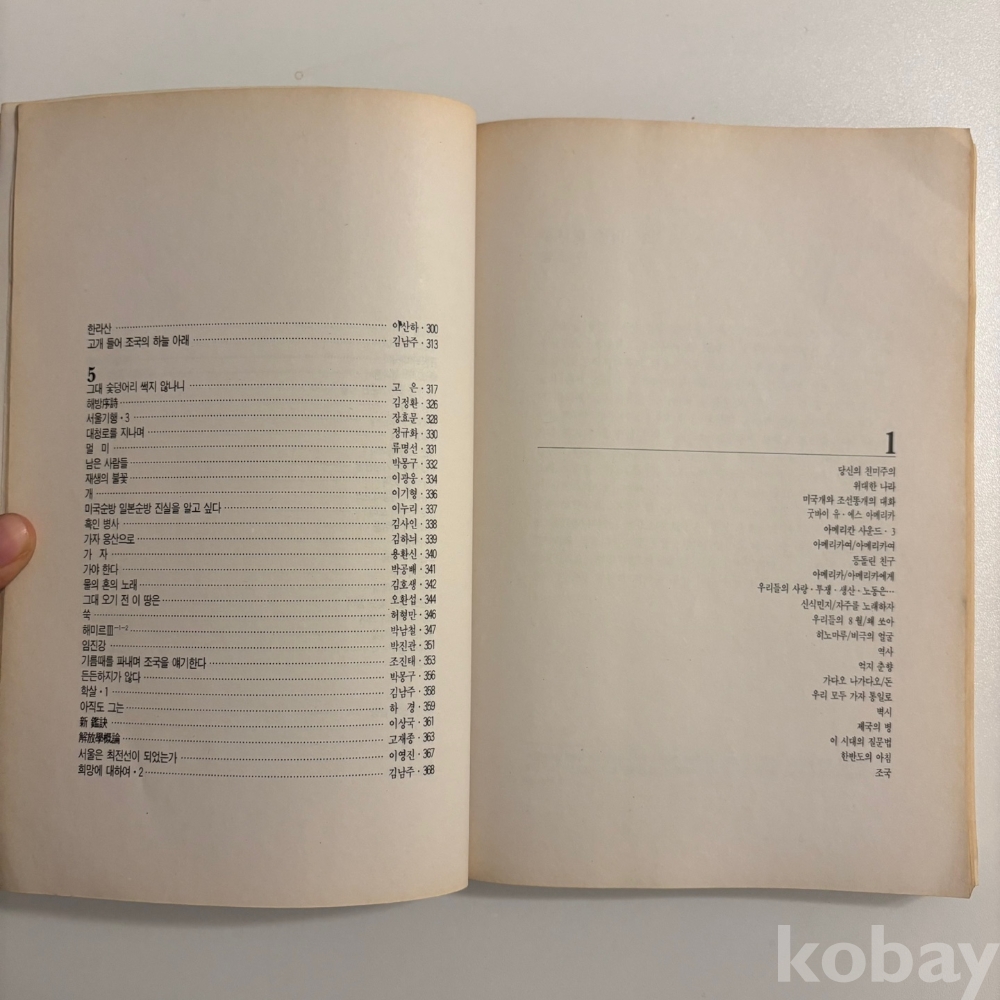 한라산 이산하·300
고개 들어 조국의 하늘 아래 김남주·313
5
그대 숯덩어리 썩지 않나니 고 은·317
해방序詩 김정환·326
서울기행·3 장효문·328
대청로를 지나며 정규화·330
멀 미 류명선·331
남은 사람들 박몽구·332
재생의 불꽃 이광웅·334
개 이기형·336
미국순방 일본순방 진실을 알고 싶다 이누리·337
흑인 병사 김사인·338
가자 용산으로 김하늬·339
가 자 용환신·340
가야 한다 박공배·341
물의 혼의 노래 김호생·342
그대 오기 전 이 땅은 오환섭·344
쑥 허형만·346
해미르Ⅲ-1-2 박남철·347
임진강 박진관·351
기름때를 파내며 조국을 얘기한다 조진태·353
든든하지가 않다 박몽구·356
학살·1 김남주·358
아직도 그는 하 경·359
新 鑑訣 이상국·361
解放學槪論 고재종·363
서울은 최전선이 되었는가 이영진·367
희망에 대하여·2 김남주·368
1
당신의 친미주의
위대한 나라
미국개와 조선똥개의 대화
굿바이 유·에스 아메리카
아메리칸 사운드·3
아메리카여/아메리카여
등돌린 친구
아메리카/아메리카에게
우리들의 사랑·투쟁·생산·노동은…
신식민지/자주를 노래하자
우리들의 8월/왜 쏘아
히노마루/비극의 얼굴
역사
억지 춘향
가다오 나가다오/돈
우리 모두 가자 통일로
벽시
제국의 병
이 시대의 질문법
한반도의 아침
조국
kobay